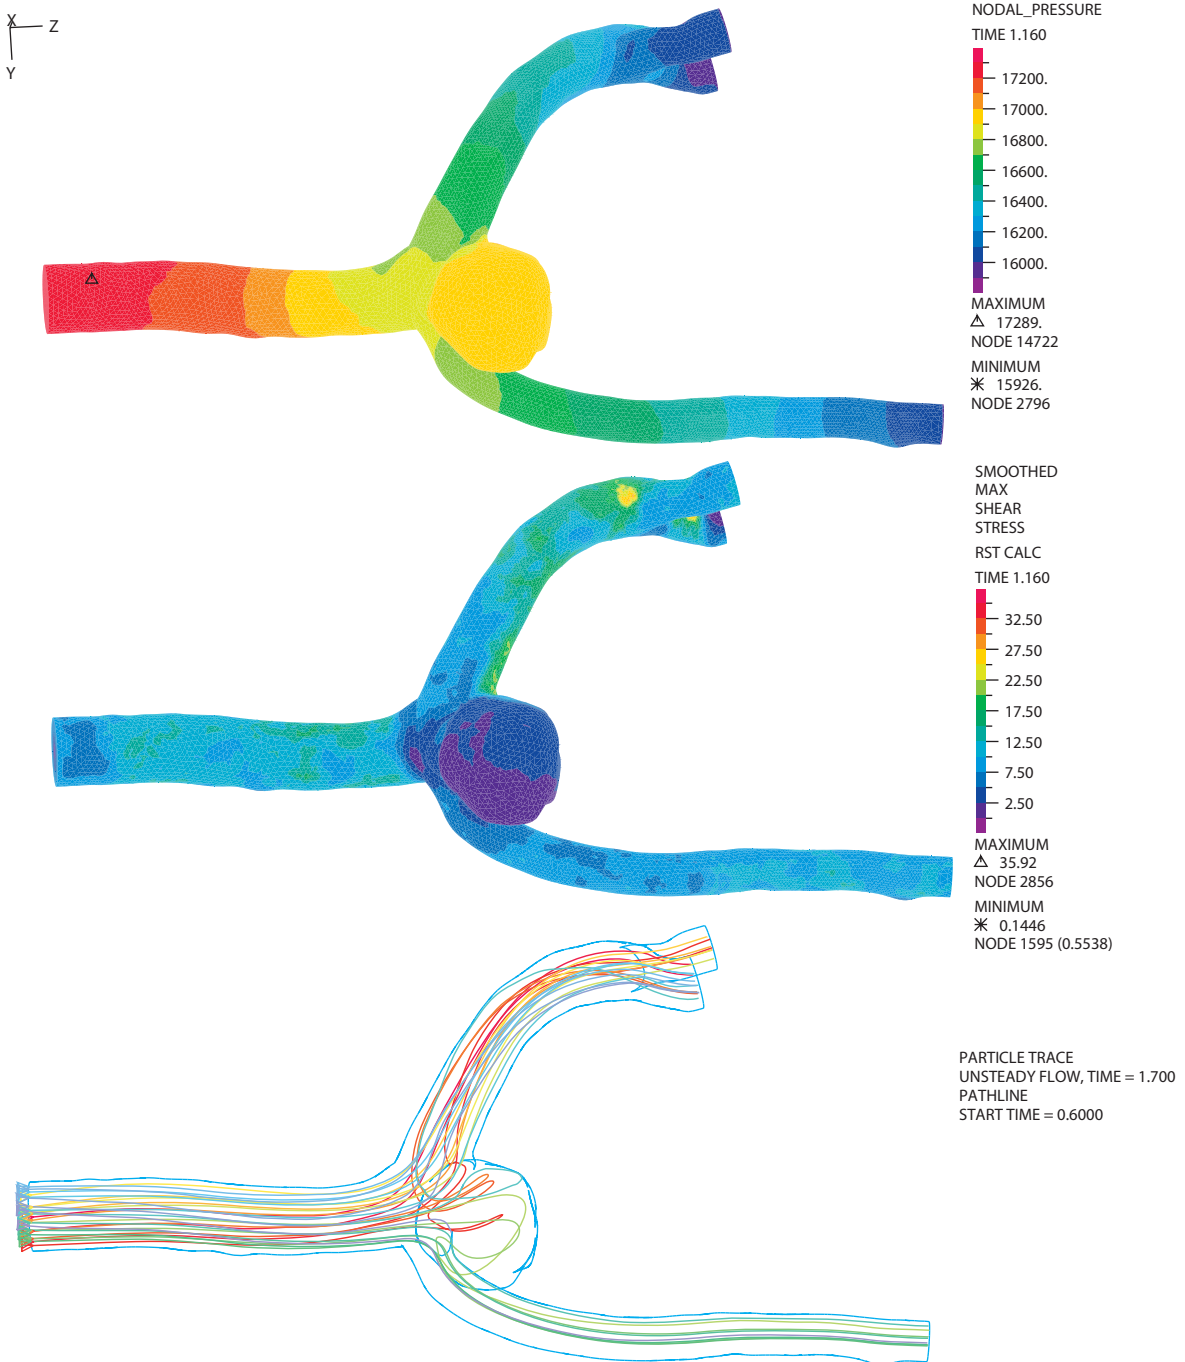 X
Z
Y
NODAL_PRESSURE
TIME 1.160
17200.
17000.
16800.
16600.
16400.
16200.
16000.
MAXIMUM
17289.
NODE 14722
MINIMUM
15926.
NODE 2796
SMOOTHED
MAX
SHEAR
STRESS
RST CALC
TIME 1.160
32.50
27.50
22.50
17.50
12.50
7.50
2.50
MAXIMUM
35.92
NODE 2856
MINIMUM
0.1446
NODE 1595 (0.5538)
PARTICLE TRACE
UNSTEADY FLOW, TIME = 1.700
PATHLINE
START TIME = 0.6000